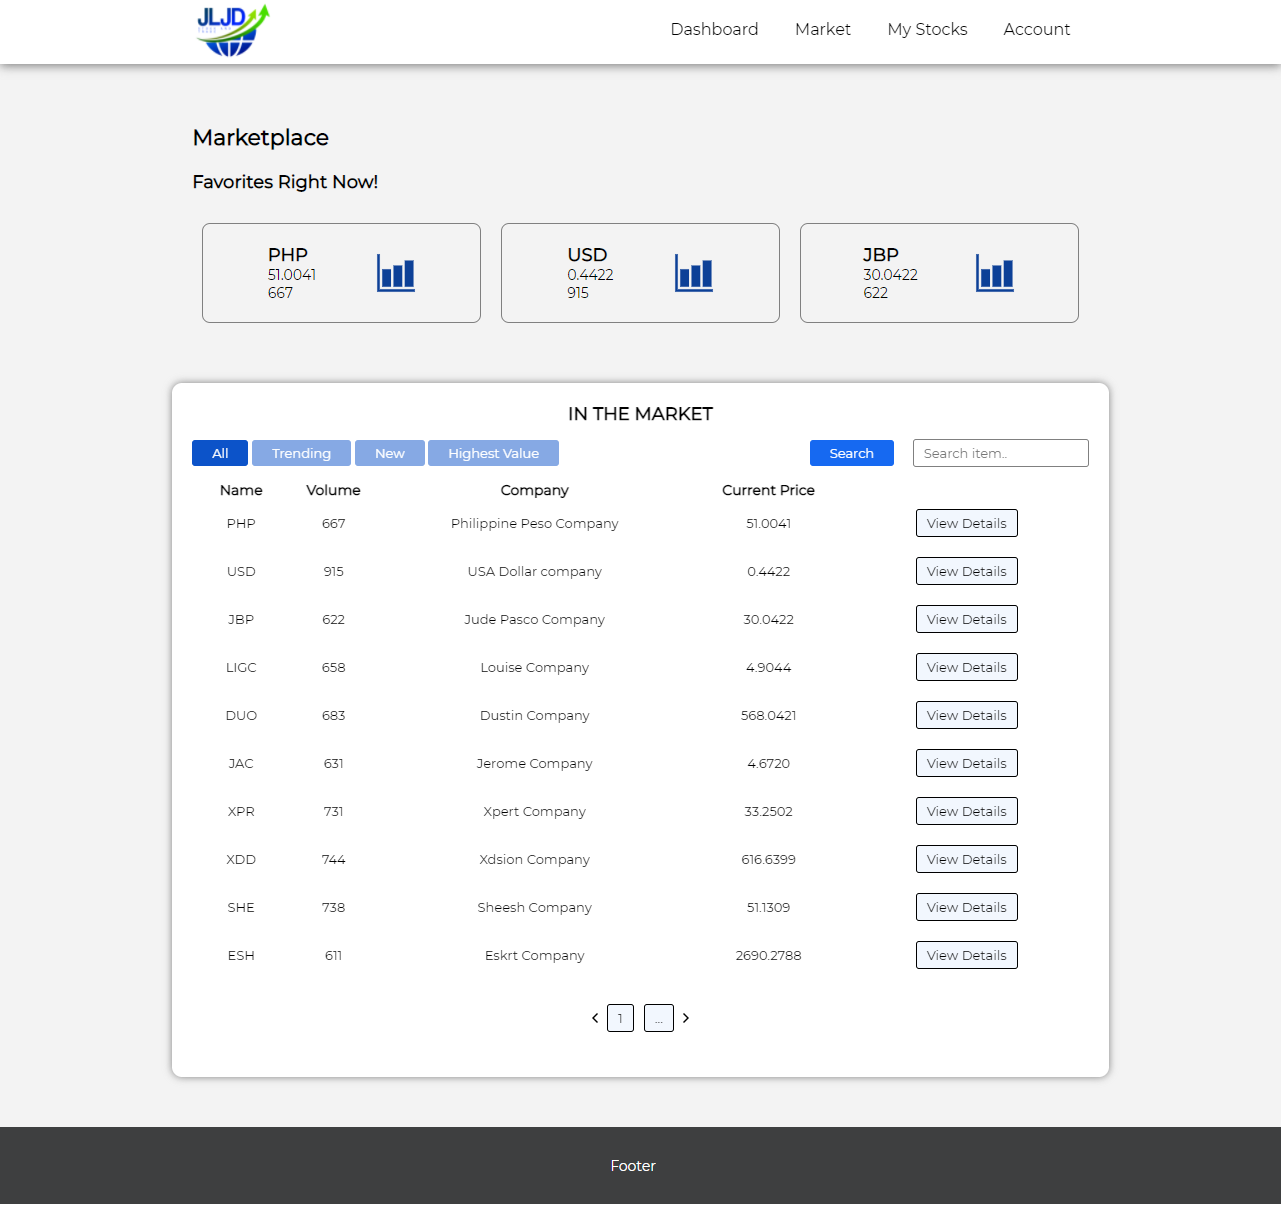 JLJD
Dashboard Market My Stocks Account
Marketplace
Favorites Right Now!
PHP
51.0041
667
USD
0.4422
915
JBP
30.0422
622
IN THE MARKET
All Trending New Highest Value Search Search item..
Name Volume Company Current Price
PHP 667 Philippine Peso Company 51.0041 View Details
USD 915 USA Dollar company 0.4422 View Details
JBP 622 Jude Pasco Company 30.0422 View Details
LIGC 658 Louise Company 4.9044 View Details
DUO 683 Dustin Company 568.0421 View Details
JAC 631 Jerome Company 4.6720 View Details
XPR 731 Xpert Company 33.2502 View Details
XDD 744 Xdsion Company 616.6399 View Details
SHE 738 Sheesh Company 51.1309 View Details
ESH 611 Eskrt Company 2690.2788 View Details
1 ...
Footer